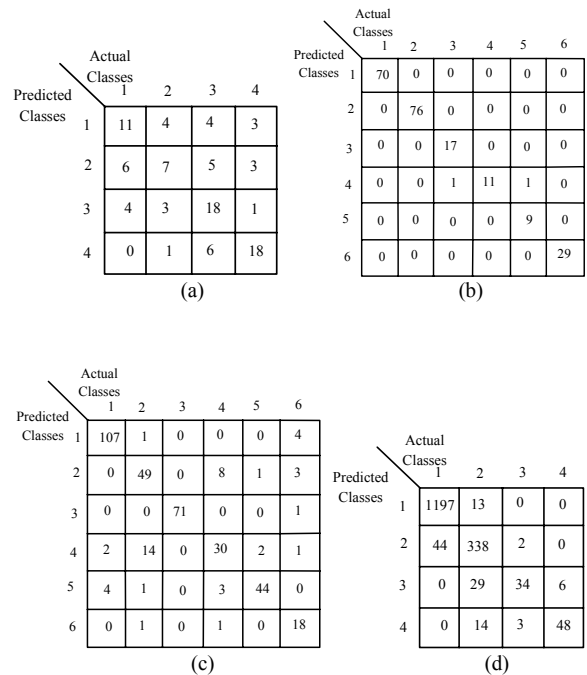 Actual
Classes
Predicted
Classes
1 2 3 4
1 11 4 4 3
2 6 7 5 3
3 4 3 18 1
4 0 1 6 18
(a)
Actual
Classes
Predicted
Classes
1 2 3 4 5 6
1 70 0 0 0 0 0
2 0 76 0 0 0 0
3 0 0 17 0 0 0
4 0 0 1 11 1 0
5 0 0 0 0 9 0
6 0 0 0 0 0 29
(b)
Actual
Classes
Predicted
Classes
1 2 3 4 5 6
1 107 1 0 0 0 4
2 0 49 0 8 1 3
3 0 0 71 0 0 1
4 2 14 0 30 2 1
5 4 1 0 3 44 0
6 0 1 0 1 0 18
(c)
Actual
Classes
Predicted
Classes
1 2 3 4
1 1197 13 0 0
2 44 338 2 0
3 0 29 34 6
4 0 14 3 48
(d)